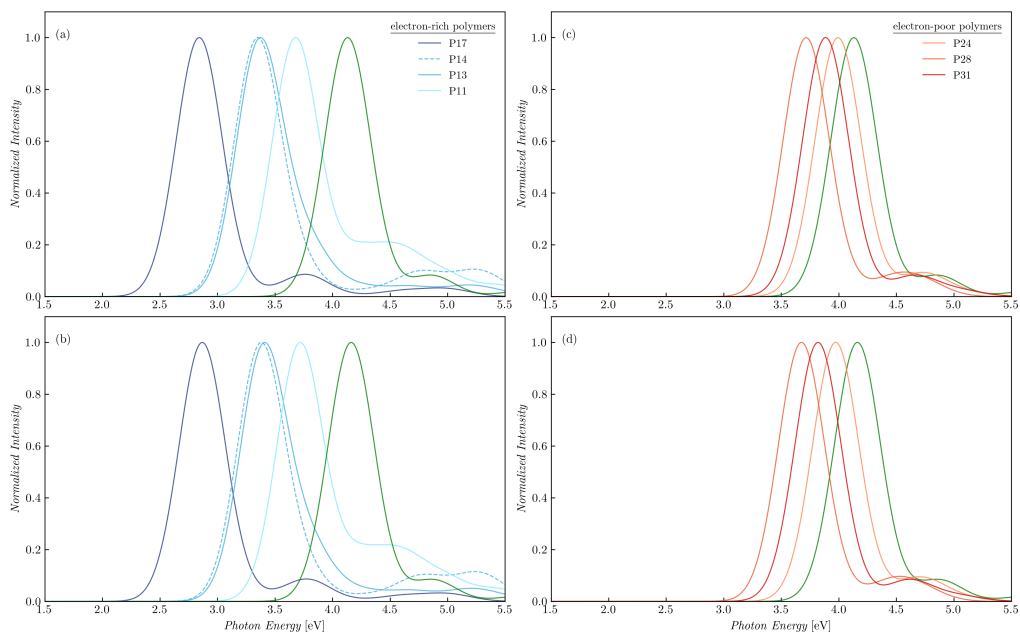 (a)
electron-rich polymers
P17
P14
P13
P11
Normalized Intensity
1.0
0.8
0.6
0.4
0.2
0.0
1.5 2.0 2.5 3.0 3.5 4.0 4.5 5.0 5.5
(c)
electron-poor polymers
P24
P28
P31
Normalized Intensity
1.0
0.8
0.6
0.4
0.2
0.0
1.5 2.0 2.5 3.0 3.5 4.0 4.5 5.0 5.5
(b)
Normalized Intensity
1.0
0.8
0.6
0.4
0.2
0.0
1.5 2.0 2.5 3.0 3.5 4.0 4.5 5.0 5.5
Photon Energy [eV]
(d)
Normalized Intensity
1.0
0.8
0.6
0.4
0.2
0.0
1.5 2.0 2.5 3.0 3.5 4.0 4.5 5.0 5.5
Photon Energy [eV]